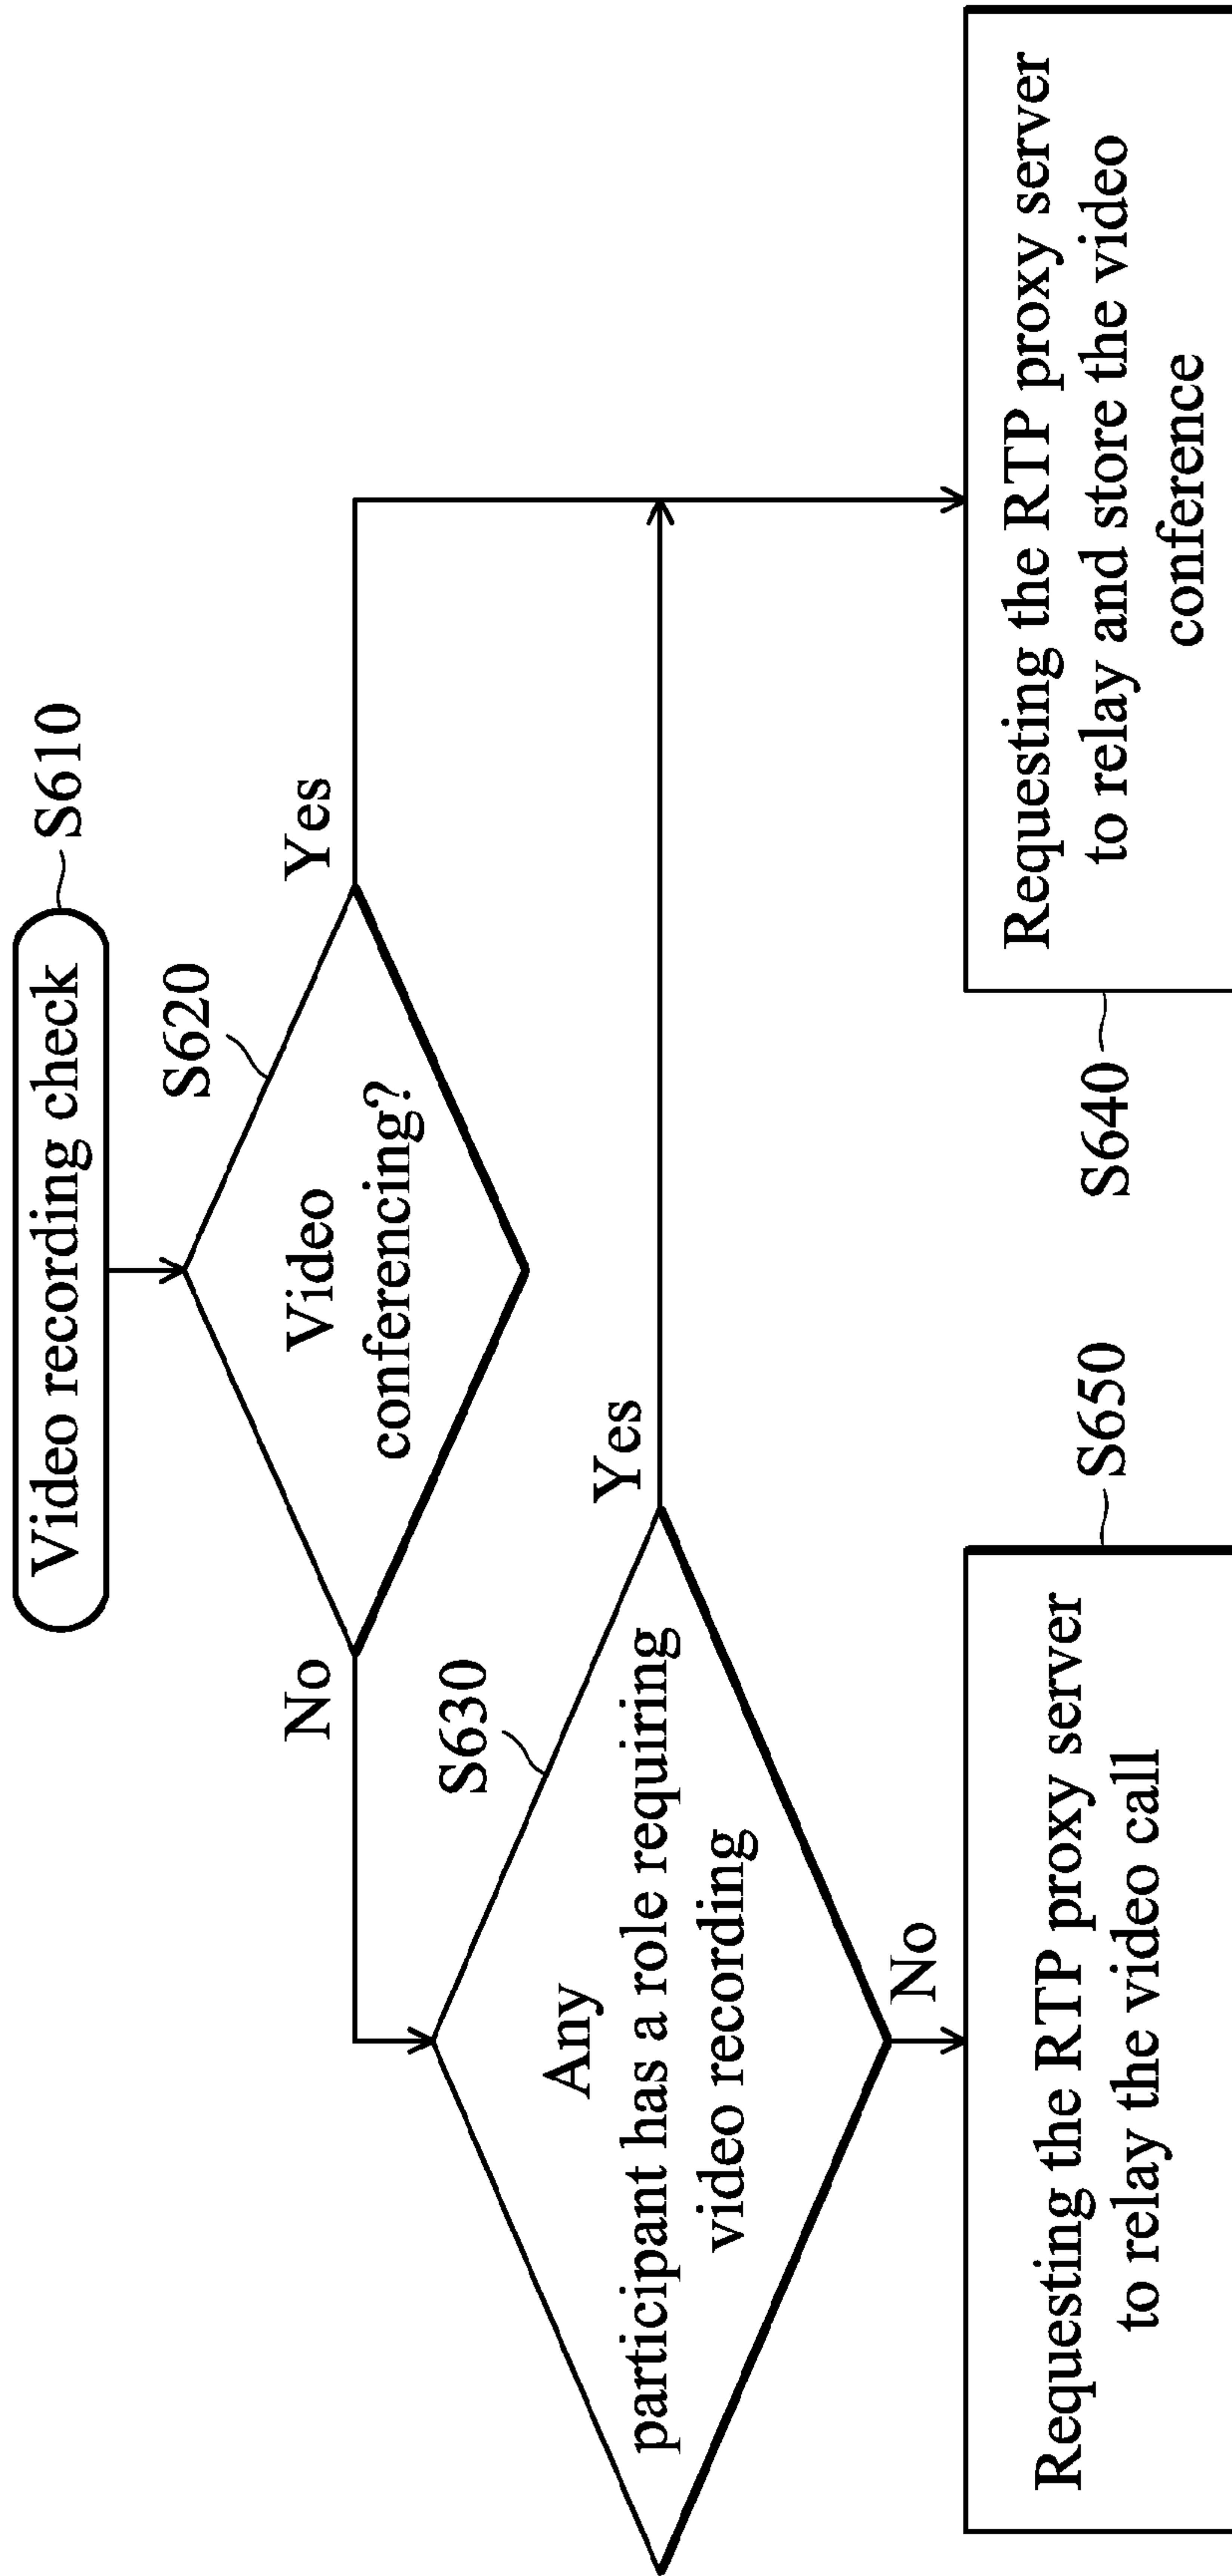 Video recording check
S610
S620
Video
conferencing?
Yes
No
S630
Any
participant has a role requiring
video recording
Yes
No
S650
Requesting the RTP proxy server
to relay the video call
S640
Requesting the RTP proxy server
to relay and store the video
conference